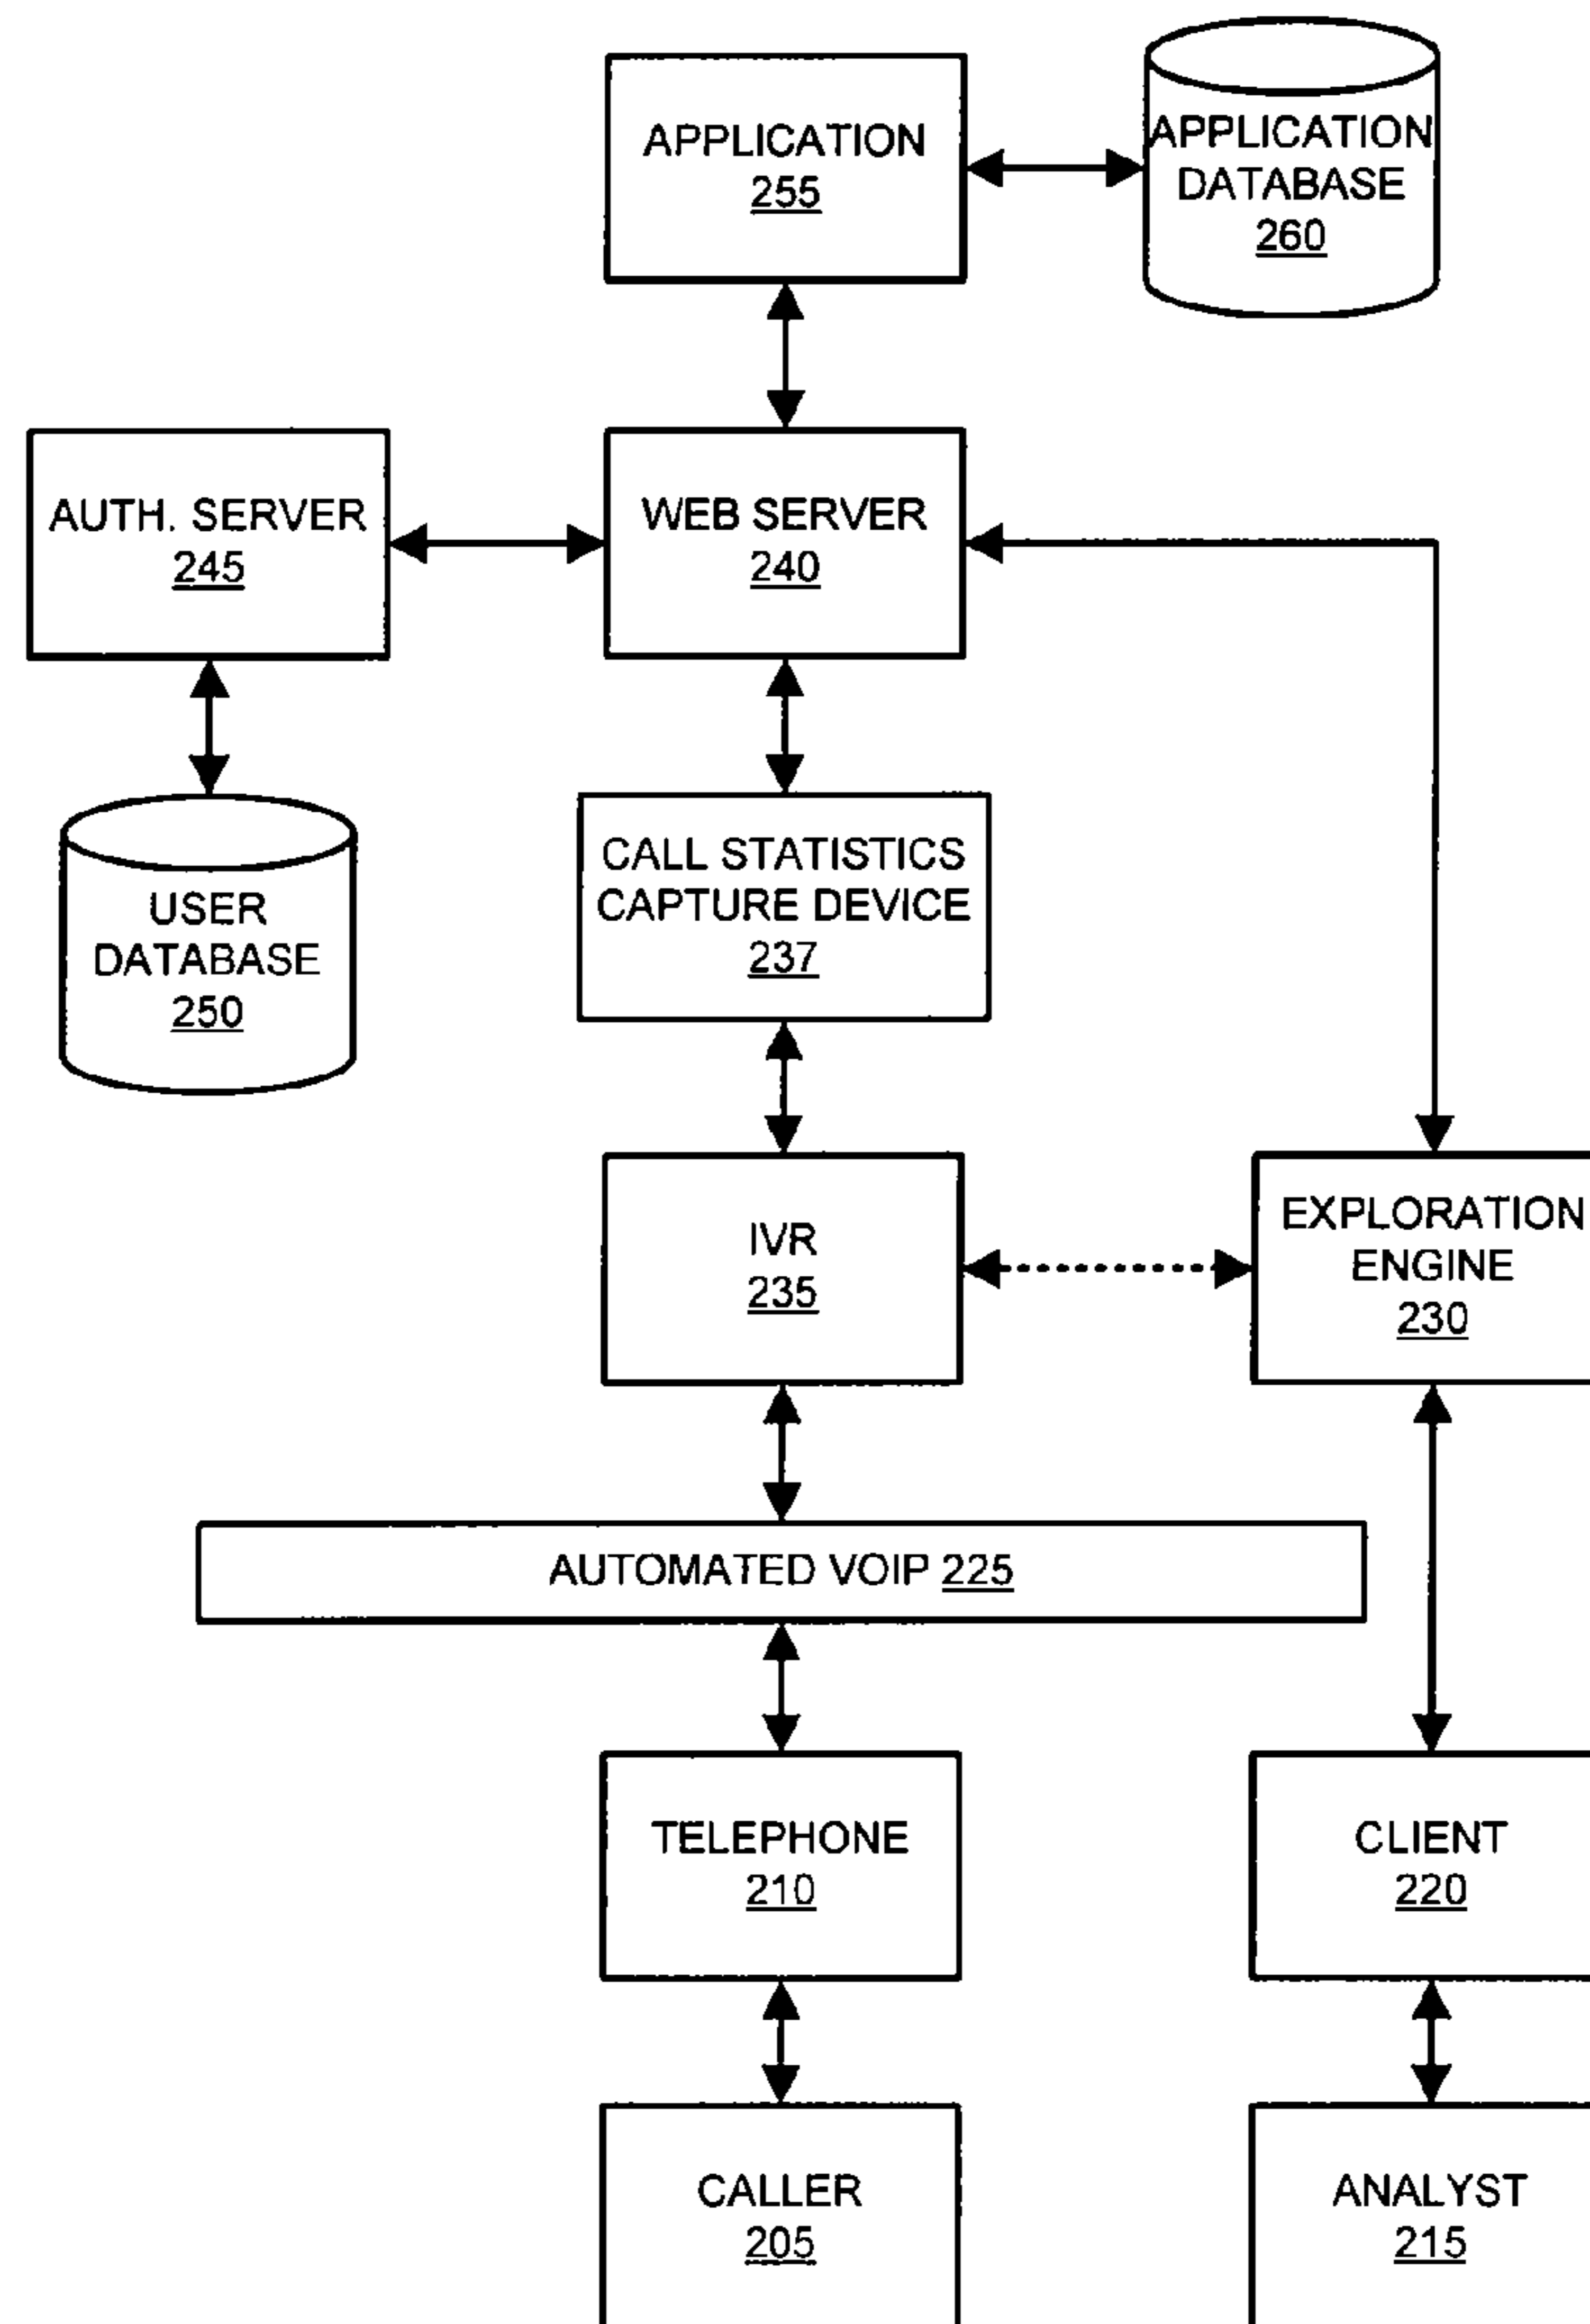 APPLICATION
255
APPLICATION
DATABASE
260
AUTH. SERVER
245
WEB SERVER
240
USER
DATABASE
250
CALL STATISTICS
CAPTURE DEVICE
237
IVR
235
EXPLORATION
ENGINE
230
AUTOMATED VOIP 225
TELEPHONE
210
CLIENT
220
CALLER
205
ANALYST
215